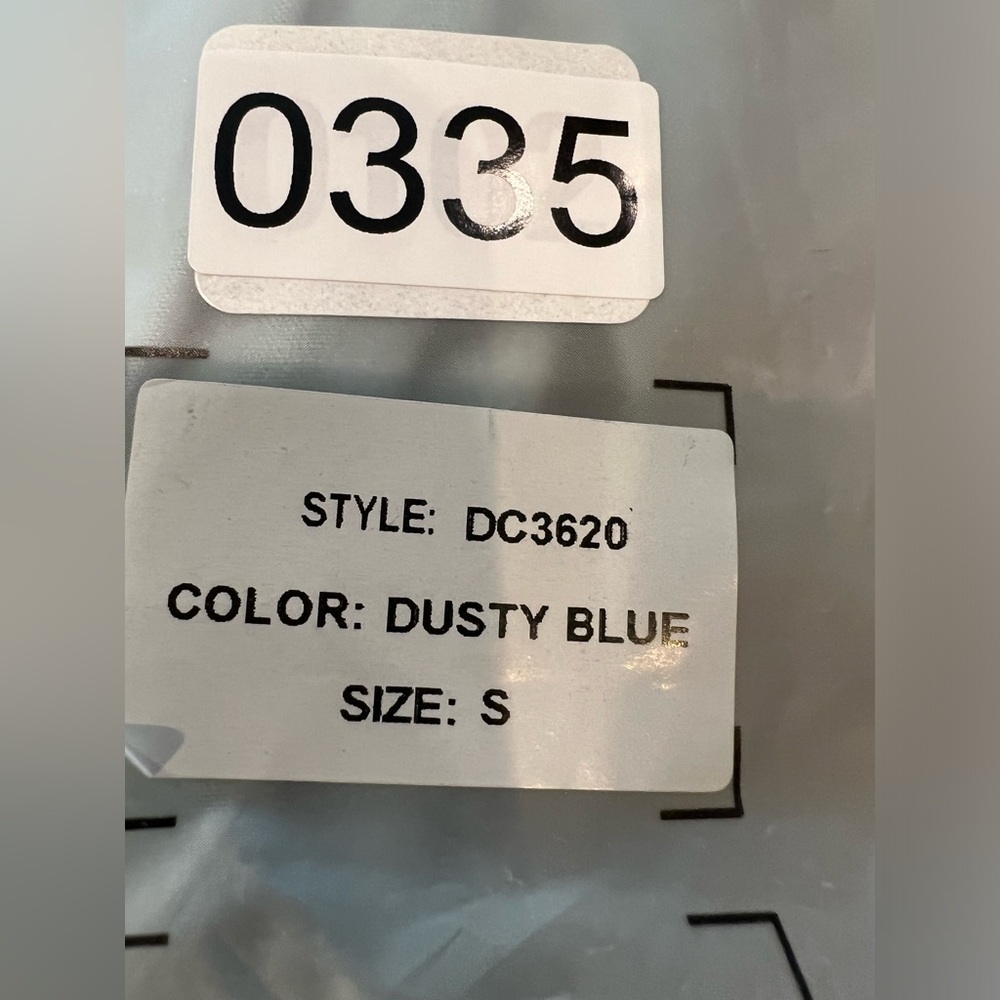 0335
STYLE: DC3620
COLOR: DUSTY BLUE
SIZE: S